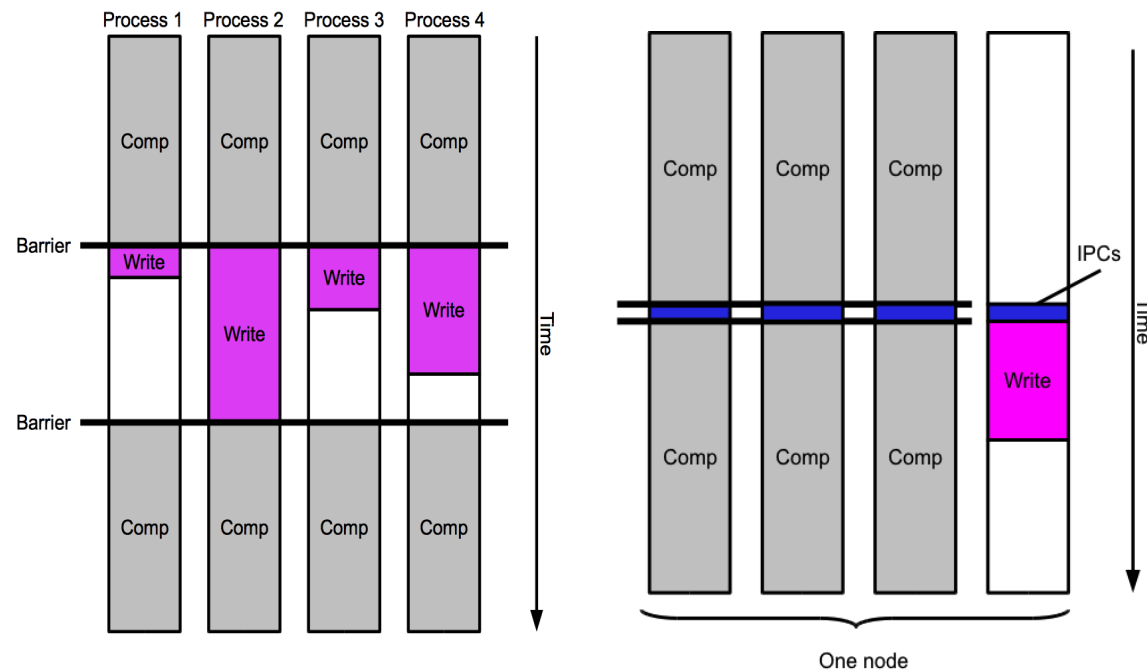 Process 1 Process 2 Process 3 Process 4
Comp Comp Comp Comp
Barrier
Write Write Write Write
Barrier
Comp Comp Comp Comp
Time
Comp Comp Comp
IPCs
Write
Comp Comp Comp
Time
One node